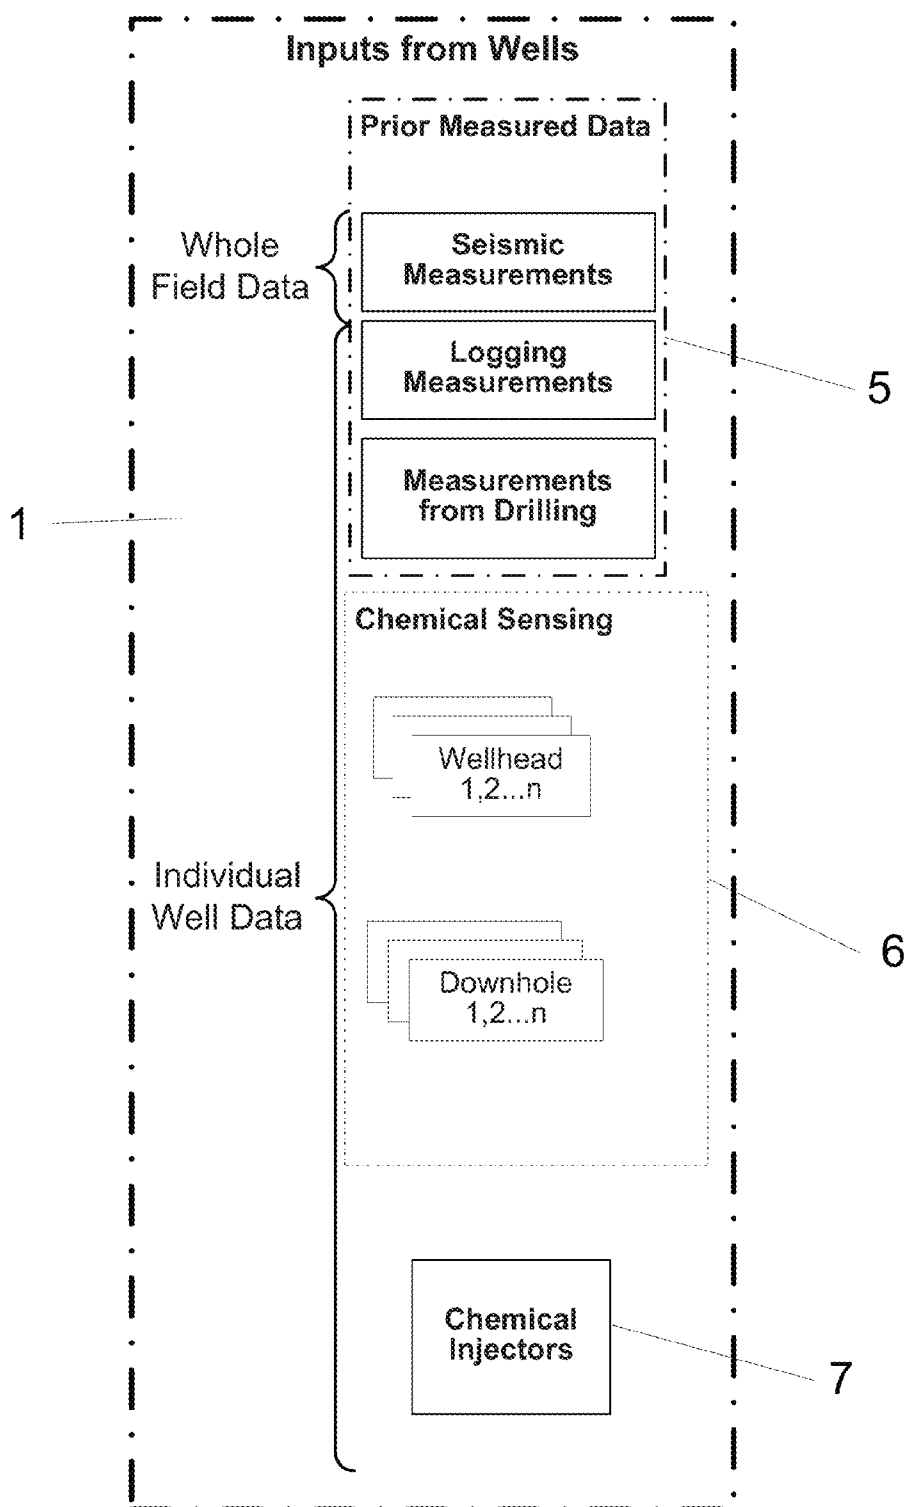 Inputs from Wells
Prior Measured Data
Whole
Field Data
Seismic
Measurements
Logging
Measurements
5
Measurements
from Drilling
1
Chemical Sensing
Wellhead
1,2...n
Individual
Well Data
6
Downhole
1,2...n
Chemical
Injectors
7